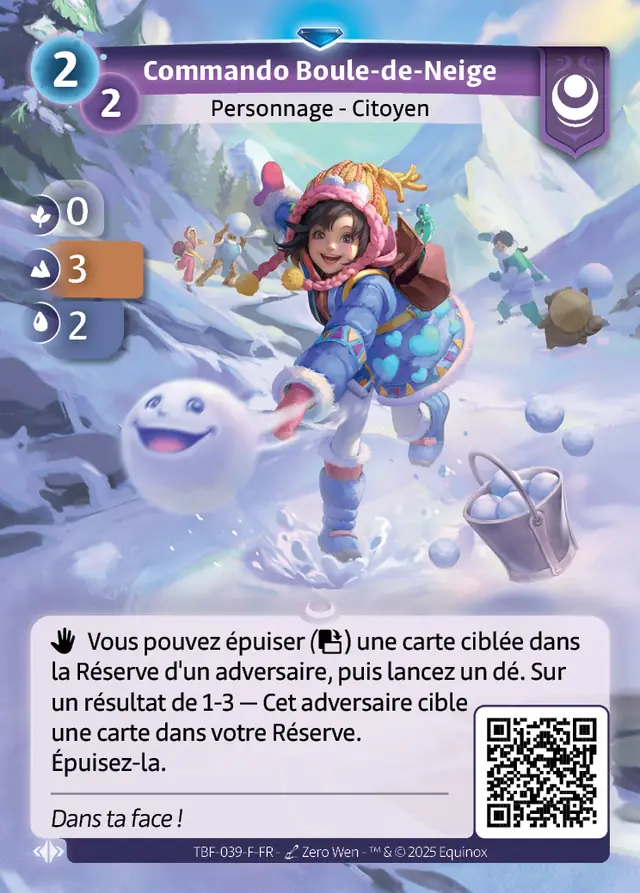 2
Commando Boule-de-Neige
2
Personnage - Citoyen
0
3
2
Vous pouvez épuiser () une carte ciblée dans
la Réserve d'un adversaire, puis lancez un dé. Sur
un résultat de 1-3 — Cet adversaire cible
une carte dans votre Réserve.
Épuisez-la.
Dans ta face !
TBF-039-F-FR - Zero Wen - ™ & © 2025 Equinox